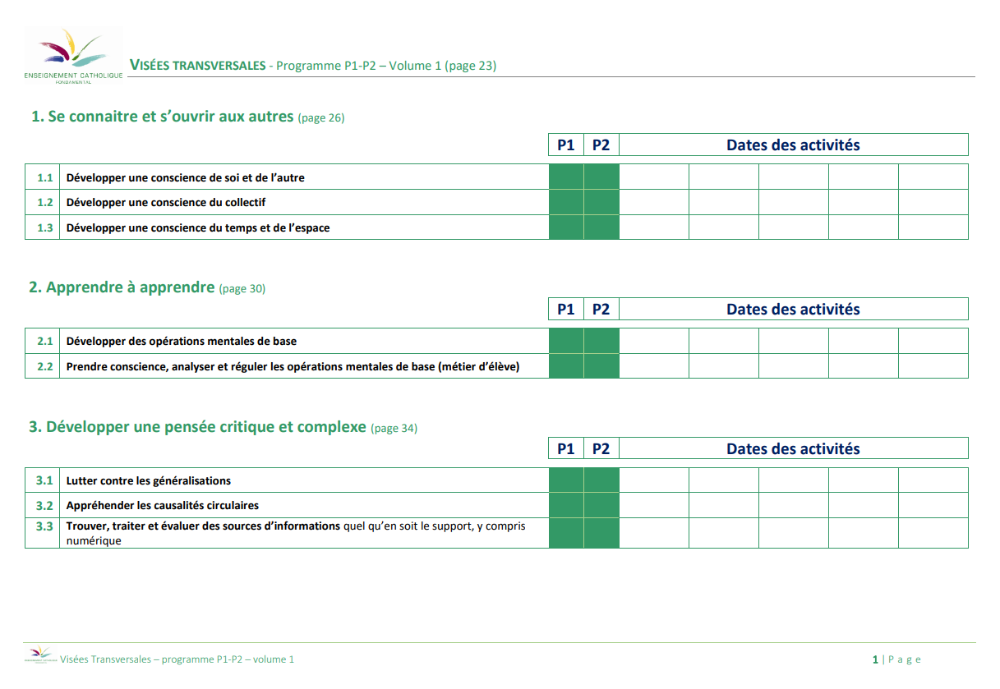 ENSEIGNEMENT CATHOLIQUE
FONDAMENTAL
VISÉES TRANSVERSALES - Programme P1-P2 – Volume 1 (page 23)
1. Se connaitre et s’ouvrir aux autres (page 26)
P1 P2 Dates des activités
1.1 Développer une conscience de soi et de l’autre
1.2 Développer une conscience du collectif
1.3 Développer une conscience du temps et de l’espace
2. Apprendre à apprendre (page 30)
P1 P2 Dates des activités
2.1 Développer des opérations mentales de base
2.2 Prendre conscience, analyser et réguler les opérations mentales de base (métier d’élève)
3. Développer une pensée critique et complexe (page 34)
P1 P2 Dates des activités
3.1 Lutter contre les généralisations
3.2 Appréhender les causalités circulaires
3.3 Trouver, traiter et évaluer des sources d’informations quel qu’en soit le support, y compris
numérique
Visées Transversales – programme P1-P2 – volume 1
1 | Page